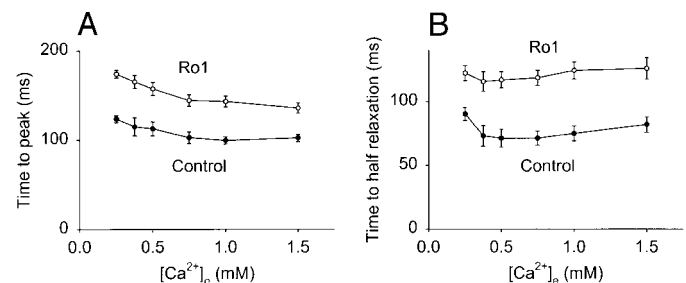 A
200
100
0
Time to peak (ms)
Ro1
Control
0.0 0.5 1.0 1.5
[Ca²⁺]ₒ (mM)
B
100
50
0
Time to half relaxation (ms)
Ro1
Control
0.0 0.5 1.0 1.5
[Ca²⁺]ₑ (mM)